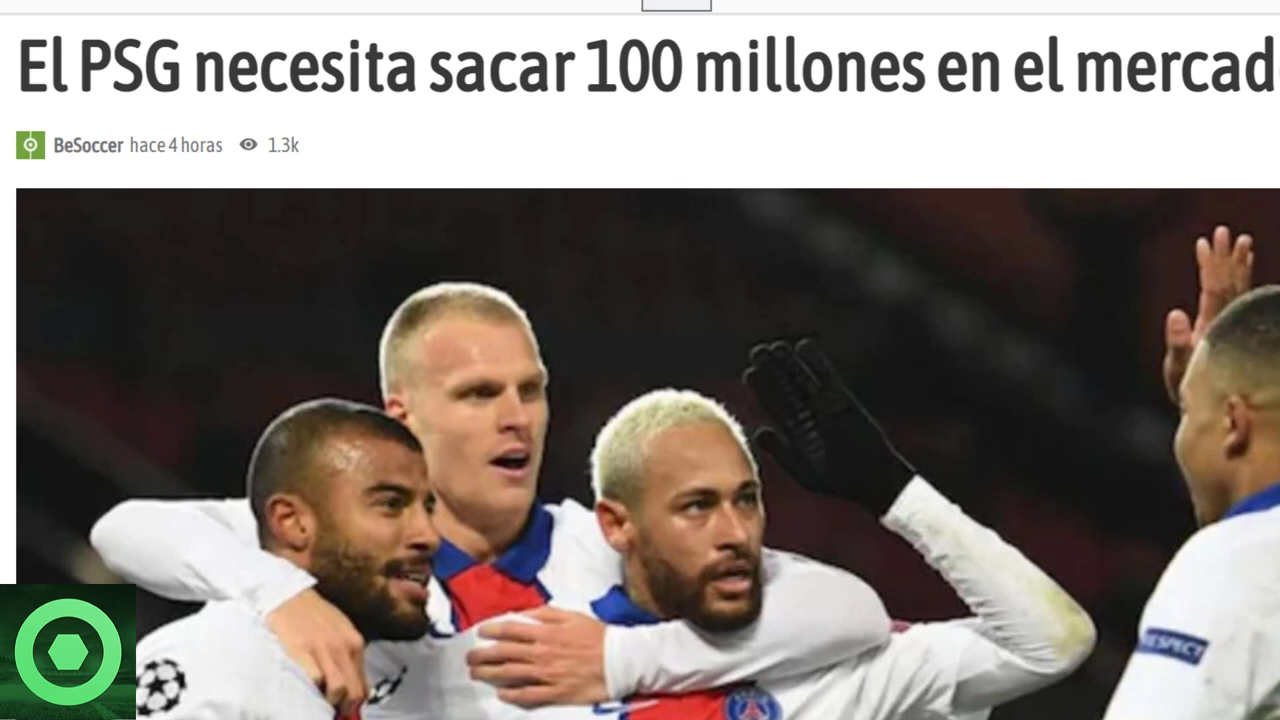 El PSG necesita sacar 100 millones en el mercad
BeSoccer hace 4 horas 1.3k
RESPECT